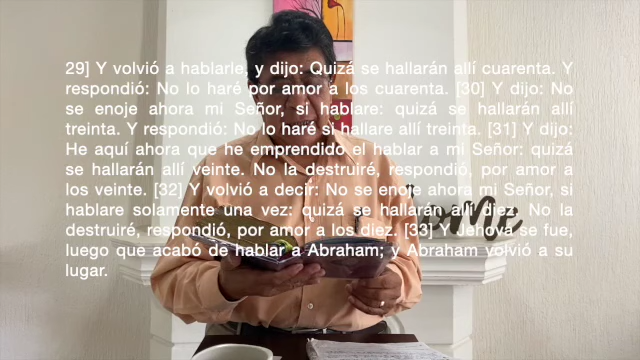 29] Y volvió a hablarle, y dijo: Quizá se hallarán allí cuarenta. Y
respondió: No lo haré por amor a los cuarenta. [30] Y dijo: No
se enoje ahora mi Señor, si hablare: quizá se hallarán allí
treinta. Y respondió: No lo haré si hallare allí treinta. [31] Y dijo:
He aquí ahora que he emprendido el hablar a mi Señor: quizá
se hallarán allí veinte. No la destruiré, respondió, por amor a
los veinte. [32] Y volvió a decir: No se enoje ahora mi Señor, si
hablare solamente una vez: quizá se hallarán allí diez. No la
destruiré, respondió, por amor a los diez. [33] Y Jehová se fue,
luego que acabó de hablar a Abraham; y Abraham volvió a su
lugar.